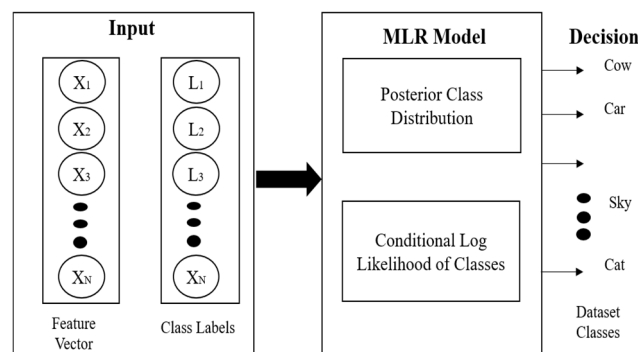 Input
MLR Model
Decision
X1
L1
Cow
X2
L2
Posterior Class
Distribution
Car
X3
L3
Sky
Conditional Log
Likelihood of Classes
XN
XN
Cat
Feature
Vector
Class Labels
Dataset
Classes